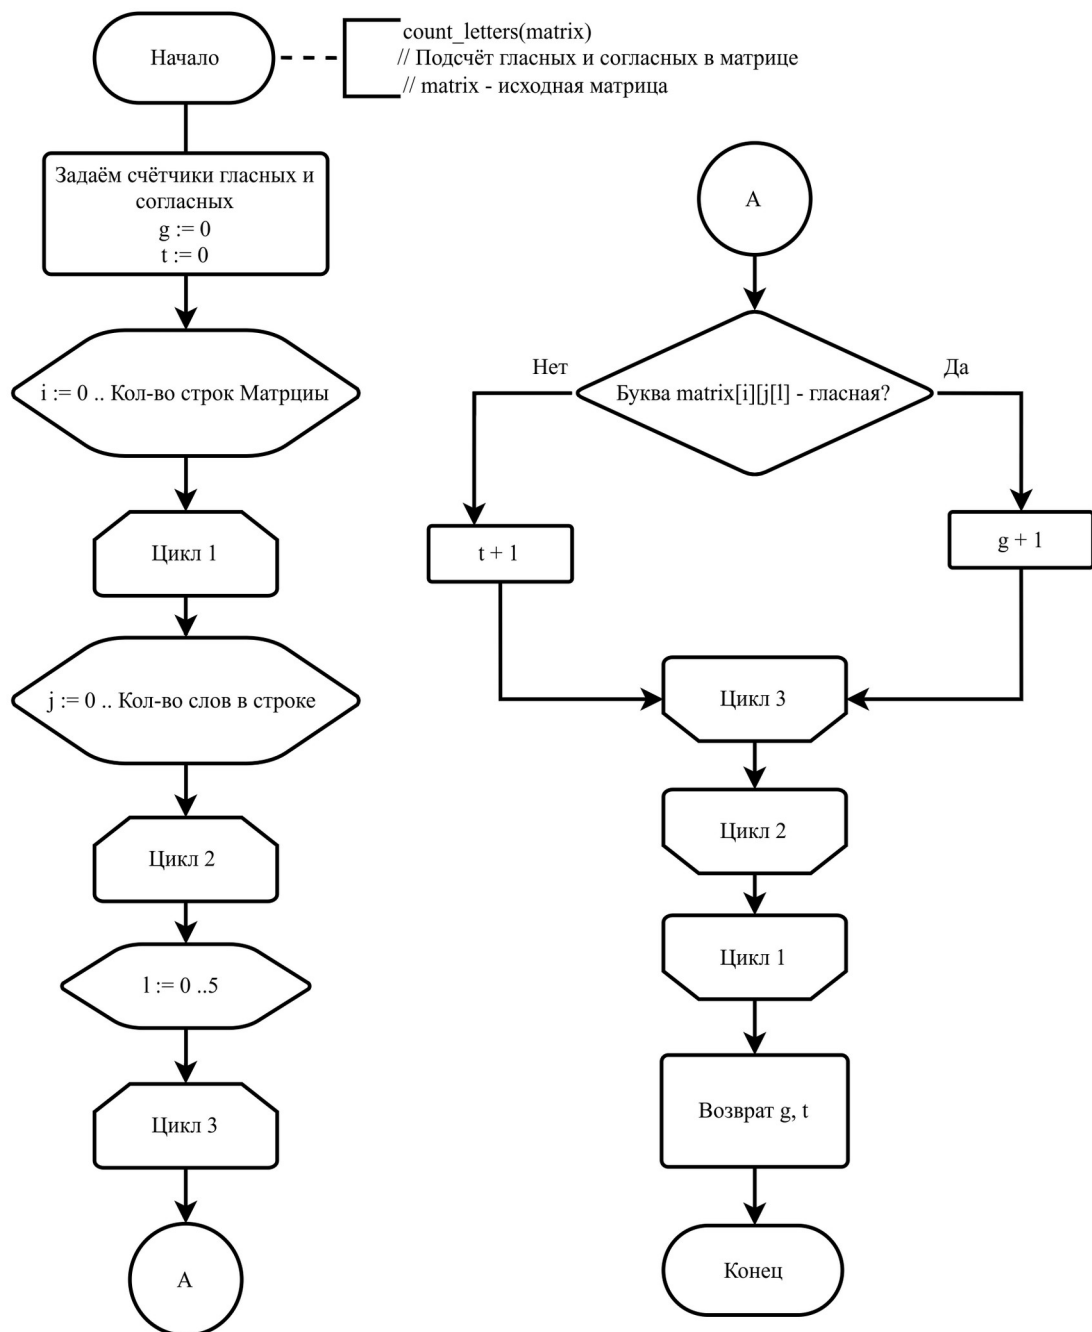 Начало
count_letters(matrix)
// Подсчёт гласных и согласных в матрице
// matrix - исходная матрица
Задаём счётчики гласных и
согласных
g := 0
t := 0
i := 0 .. Кол-во строк Матрциы
Цикл 1
j := 0 .. Кол-во слов в строке
Цикл 2
l := 0 ..5
Цикл 3
А
А
Нет
Да
Буква matrix[i][j[l] - гласная?
t + 1
g + 1
Цикл 3
Цикл 2
Цикл 1
Возврат g, t
Конец